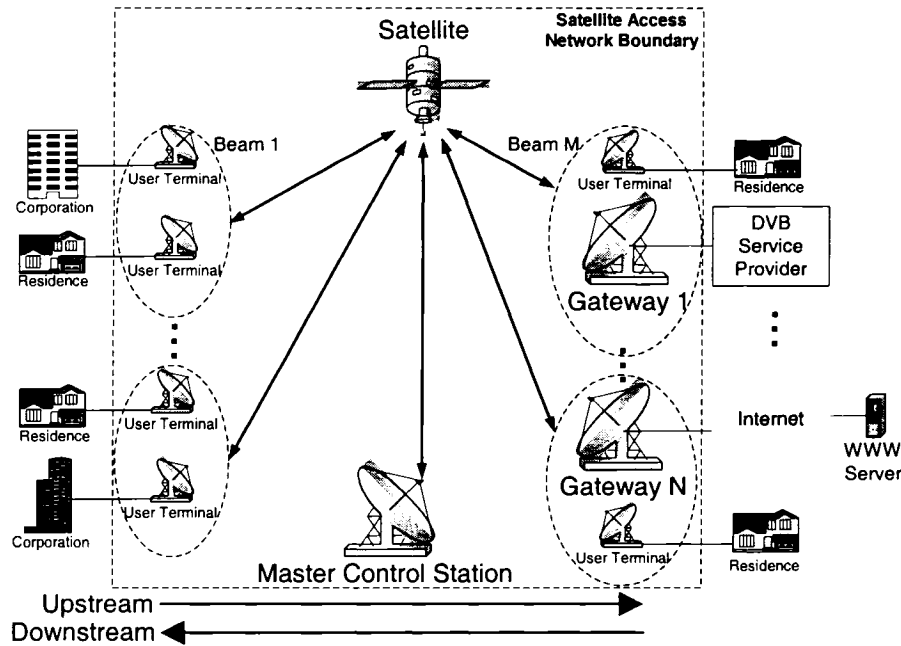 Satellite Access
Network Boundary
Satellite
Beam 1
Beam M
User Terminal
Corporation
User Terminal
Residence
User Terminal
Residence
User Terminal
Corporation
User Terminal
Residence
DVB
Service
Provider
Gateway 1
Internet
WWW
Server
Gateway N
User Terminal
Residence
Master Control Station
Upstream
Downstream